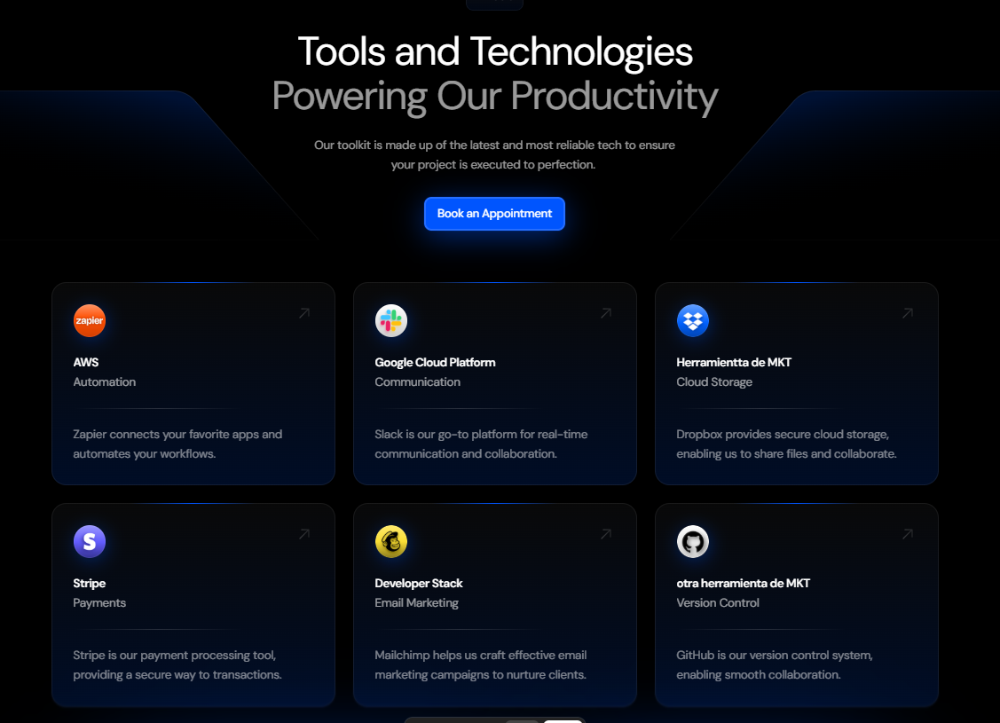 Tools and Technologies
Powering Our Productivity
Our toolkit is made up of the latest and most reliable tech to ensure
your project is executed to perfection.
Book an Appointment
zapier
AWS
Automation
Zapier connects your favorite apps and
automates your workflows.
Google Cloud Platform
Communication
Slack is our go-to platform for real-time
communication and collaboration.
Herramientta de MKT
Cloud Storage
Dropbox provides secure cloud storage,
enabling us to share files and collaborate.
S
Stripe
Payments
Stripe is our payment processing tool,
providing a secure way to transactions.
Developer Stack
Email Marketing
Mailchimp helps us craft effective email
marketing campaigns to nurture clients.
otra herramienta de MKT
Version Control
GitHub is our version control system,
enabling smooth collaboration.